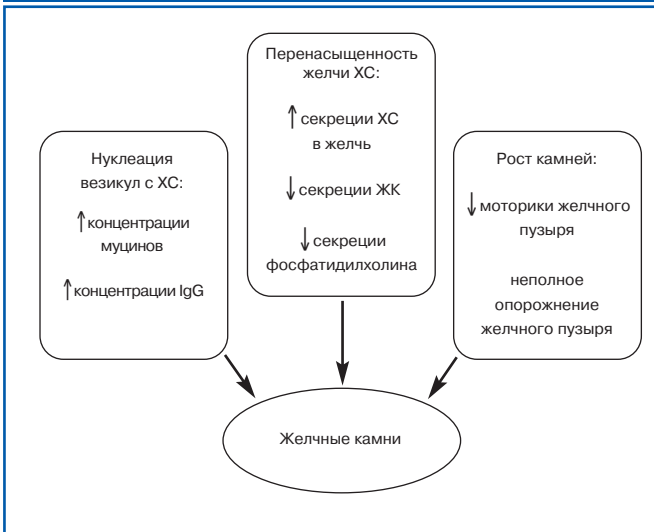 Нуклеация
везикул с ХС:
↑концентрации
муцинов
↑концентрации IgG
Перенасыщенность
желчи ХС:
↑ секреции ХС
в желчь
↓ секреции ЖК
↓ секреции
фосфатидилхолина
Рост камней:
↓ моторики желчного
пузыря
неполное
опорожнение
желчного пузыря
Желчные камни